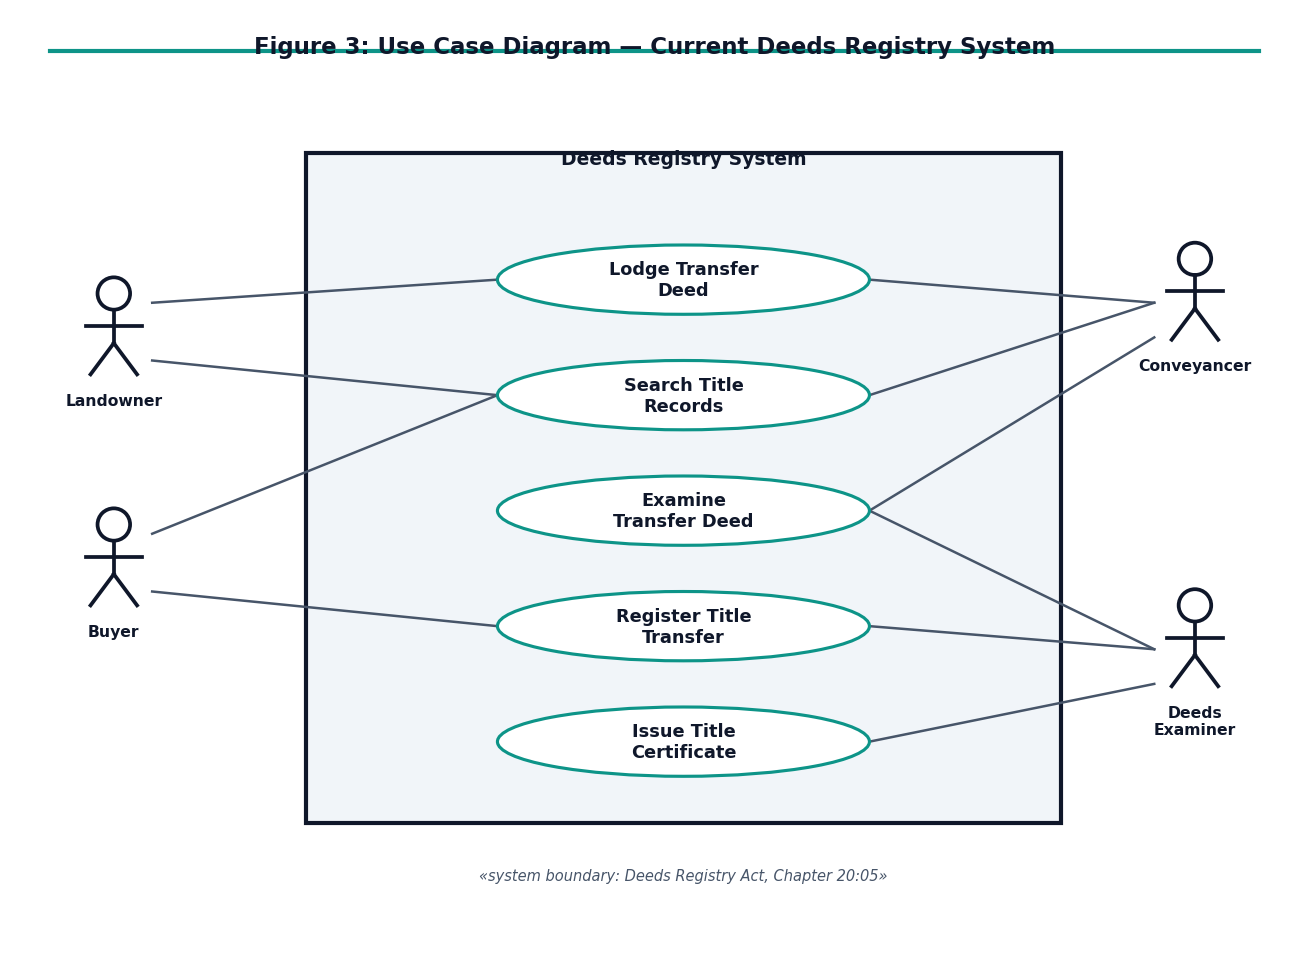 Figure 3: Use Case Diagram — Current Deeds Registry System
Deeds Registry System
Lodge Transfer
Deed
Search Title
Records
Examine
Transfer Deed
Register Title
Transfer
Issue Title
Certificate
Landowner
Buyer
Conveyancer
Deeds
Examiner
«system boundary: Deeds Registry Act, Chapter 20:05»